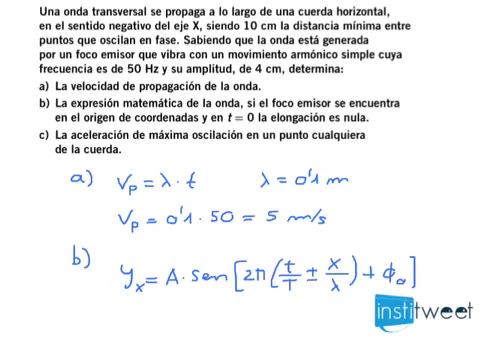 Una onda transversal se propaga a lo largo de una cuerda horizontal,
en el sentido negativo del eje X, siendo 10 cm la distancia mínima entre
puntos que oscilan en fase. Sabiendo que la onda está generada
por un foco emisor que vibra con un movimiento armónico simple cuya
frecuencia es de 50 Hz y su amplitud, de 4 cm, determina:
a) La velocidad de propagación de la onda.
b) La expresión matemática de la onda, si el foco emisor se encuentra
en el origen de coordenadas y en t = 0 la elongación es nula.
c) La aceleración de máxima oscilación en un punto cualquiera
de la cuerda.
a) Vp = λ · f λ = 0'1 m
Vp = 0'1 · 50 = 5 m/s
b) yx = A · sen [2π (t/T ± x/λ) + ϕo]
institweet